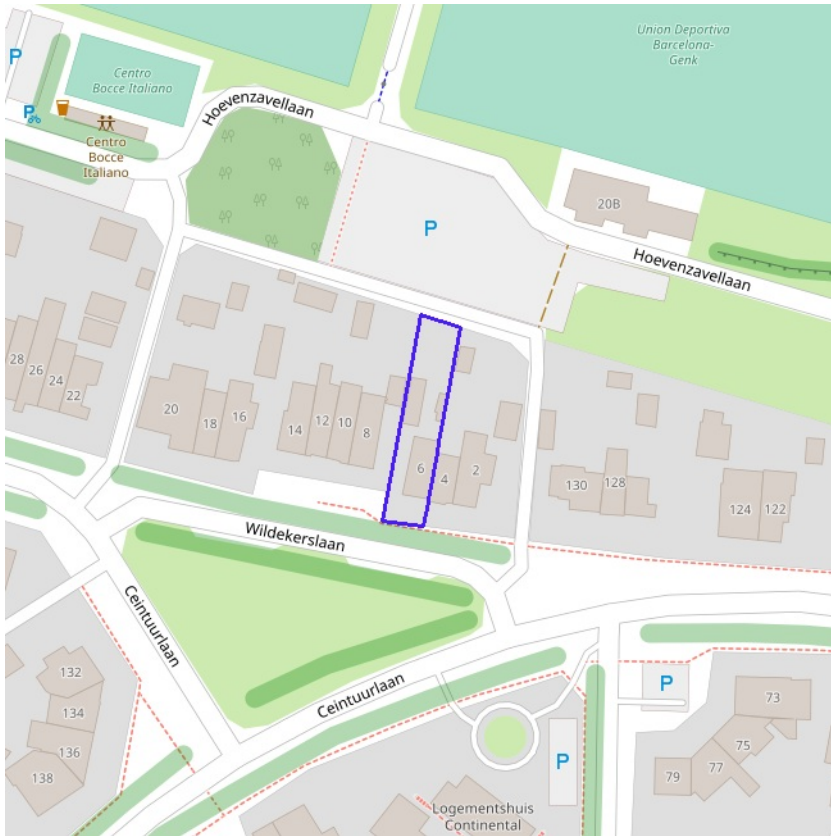 Union Deportiva
Barcelona-
Genk
P
Centro
Bocce Italiano
Hoevenzavellaan
P
Centro
Bocce
Italiano
20B
P
Hoevenzavellaan
28
26
24
22
20
18
16
14
12
10
8
6
4
2
130
128
124
122
Wildekerslaan
Ceintuurlaan
132
134
136
138
Ceintuurlaan
P
73
75
77
79
P
Logementshuis
Continental